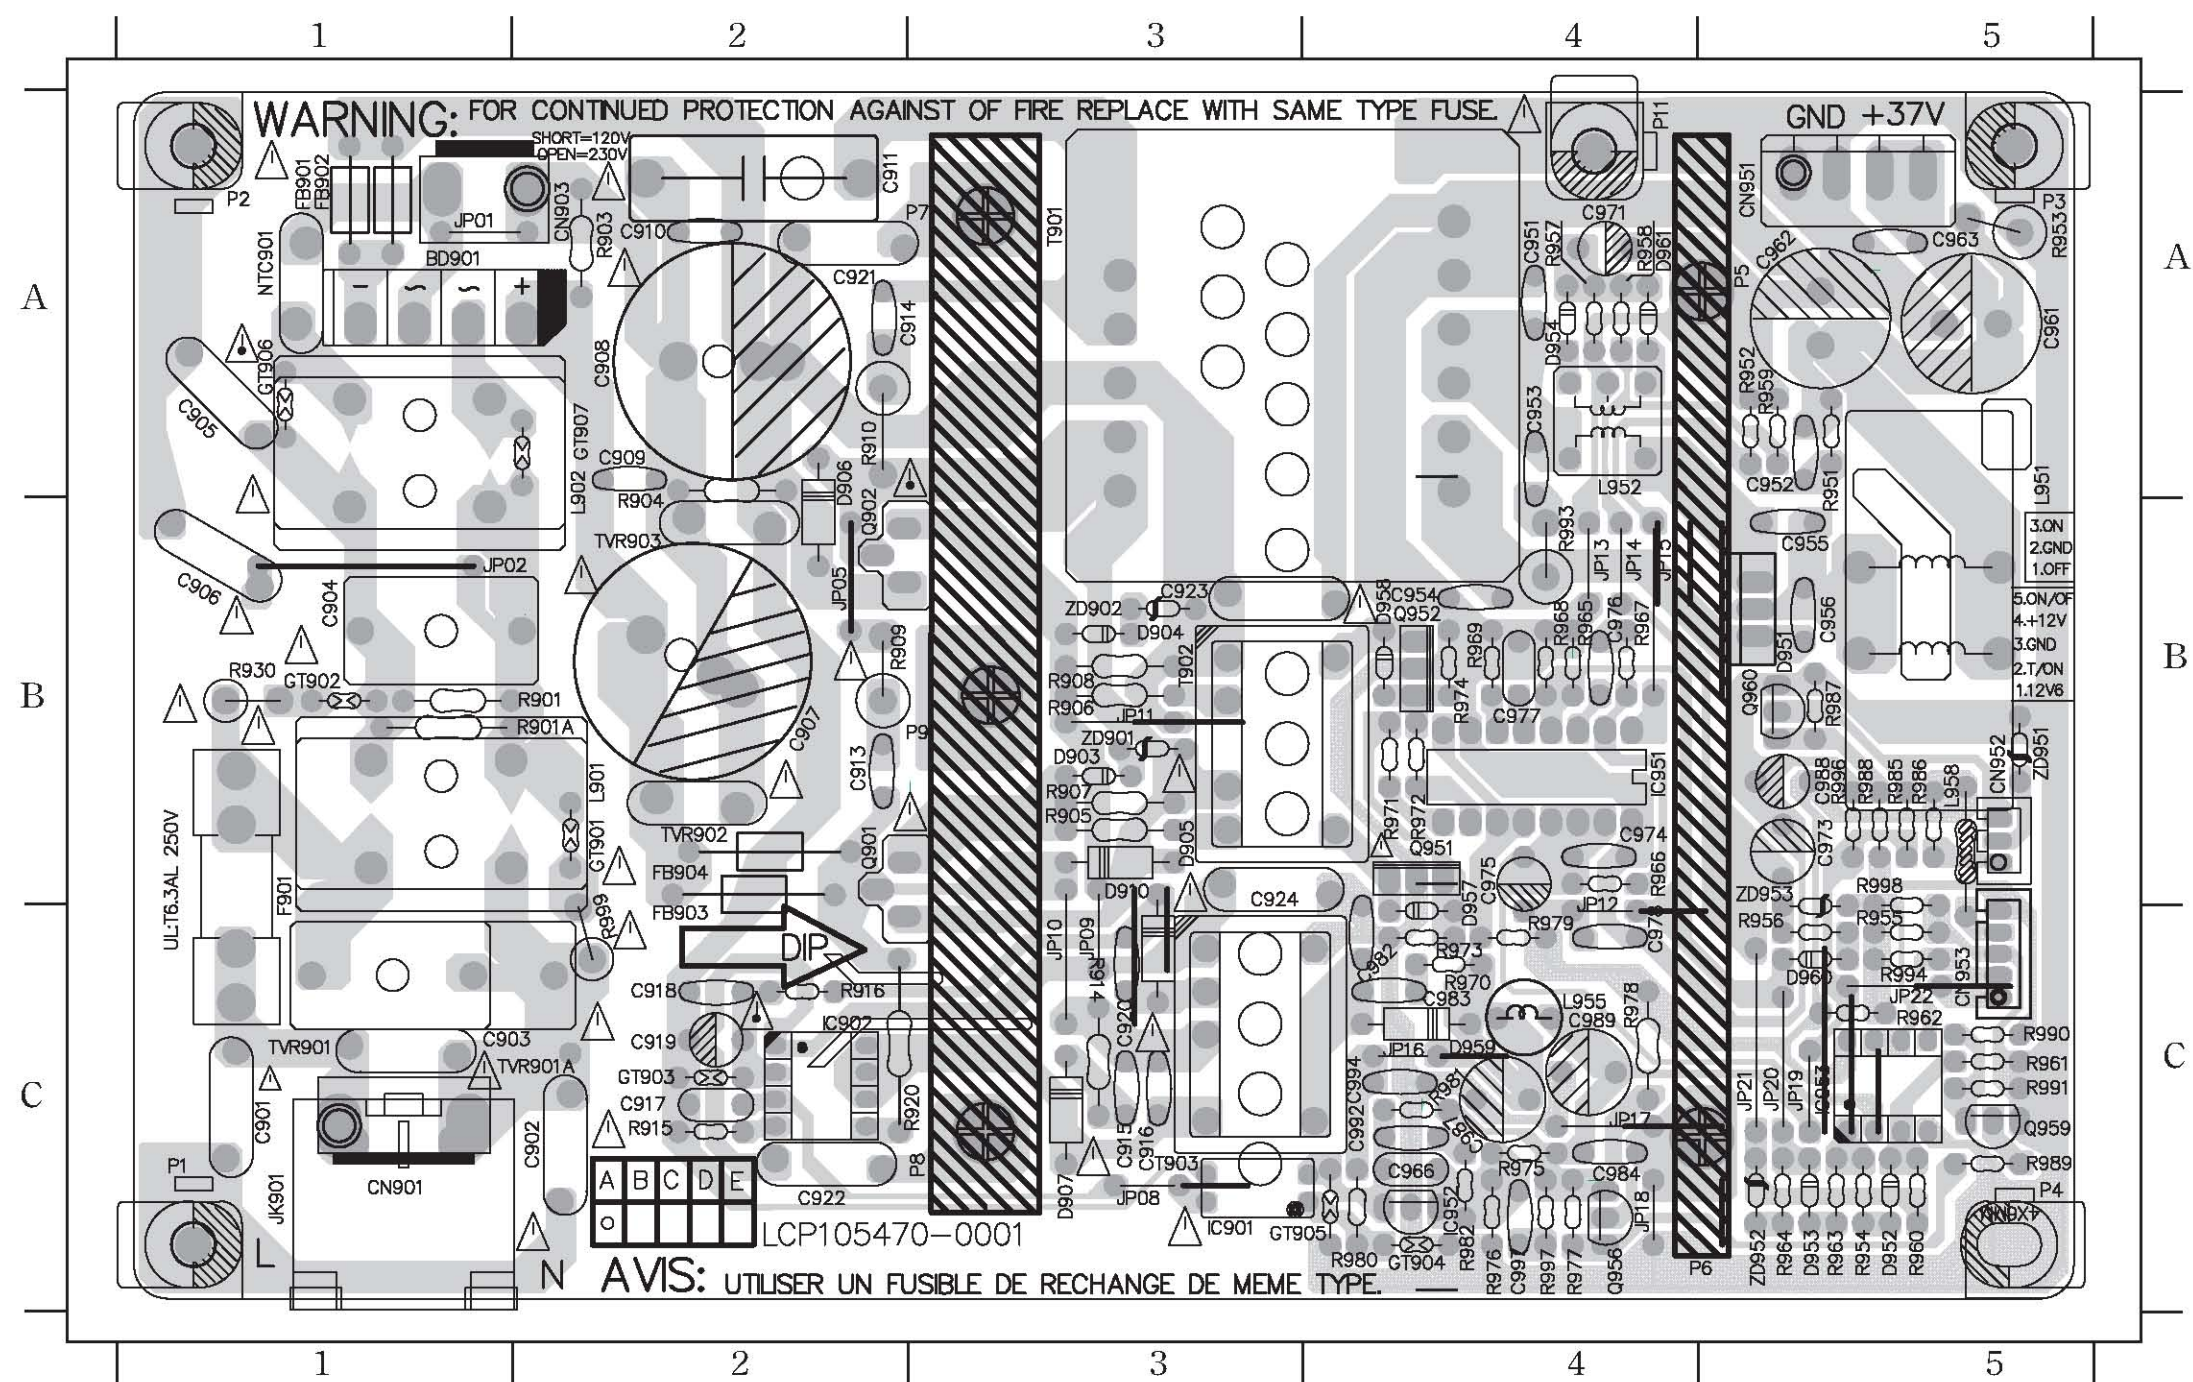 1 2 3 4 5
WARNING: FOR CONTINUED PROTECTION AGAINST OF FIRE REPLACE WITH SAME TYPE FUSE.
GND +37V
SHORT=120V
OPEN=230V
P11
FB901
FB902
P2
JP01
CN903
R903
C910
C911
P7
T901
C951
R957
C971
R958
D961
CN951
P3
R953
A
A
NTC901
BD901
− ~ ~ +
C921
C914
P5
C962
C963
C961
D954
GT906
C905
C908
GT907
R910
C953
R952
R959
C909
R904
D906
L902
Q902
L952
C952
R951
L951
TVR903
R993
C955
3.ON
2.GND
1.OFF
JP02
C906
C904
JP05
JP13
JP14
JP15
C923
ZD902
D904
D958
C954
Q952
R968
R965
C976
R967
C956
D951
5.ON/OF
4.+12V
3.GND
2.T/ON
1.12V6
B
B
R930
GT902
R901
R901A
R909
R908
R906
T902
R969
R974
C977
Q960
R987
JP11
C907
P9
ZD901
D903
C913
R907
R905
IC951
ZD951
CN952
L901
UL:T6.3AL 250V
F901
GT901
TVR902
Q901
D905
R971
R972
Q951
C974
C988
R996
R988
R985
R986
L958
C973
FB904
FB903
D910
C924
C975
D957
R966
JP12
ZD953
R998
R999
DIP
JP10
JP09
R914
R979
C978
R956
R955
C918
R916
C982
R973
R970
D960
R994
CN953
C983
L955
C989
R978
JP22
R962
C919
IC902
C920
JP16
D959
R990
TVR901
C903
TVR901A
GT903
C917
R915
R920
C994
R981
R961
R991
C
C
C901
C902
C915
C916
C992
C987
JP17
JP21
JP20
JP19
IC953
Q959
P1
JK901
CN901
A B C D E
C922
P8
D907
CT903
JP08
C966
R975
C984
R989
P4
IC901
GT905
IC952
R982
JP18
L
N
LCP105470-0001
R980
GT904
R976
C997
R997
R977
Q956
P6
ZD952
R964
D953
R963
R954
D952
R960
AVIS: UTILISER UN FUSIBLE DE RECHANGE DE MEME TYPE.
1 2 3 4 5